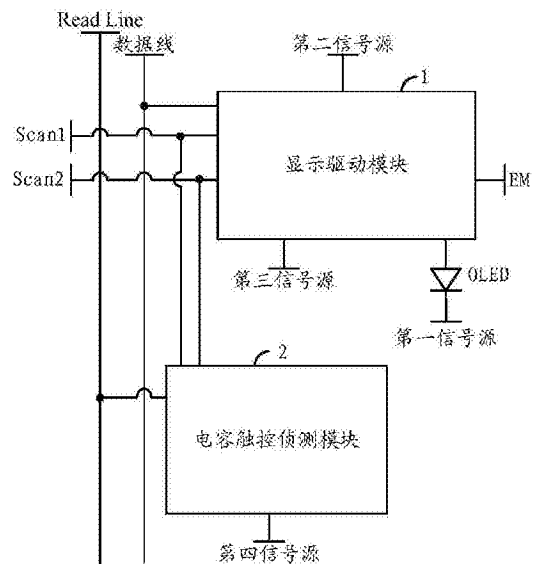 Read Line
数据线
第二信号源
1
Scan1
显示驱动模块
Scan2
EM
第三信号源
OLED
第一信号源
2
电容触控侦测模块
第四信号源